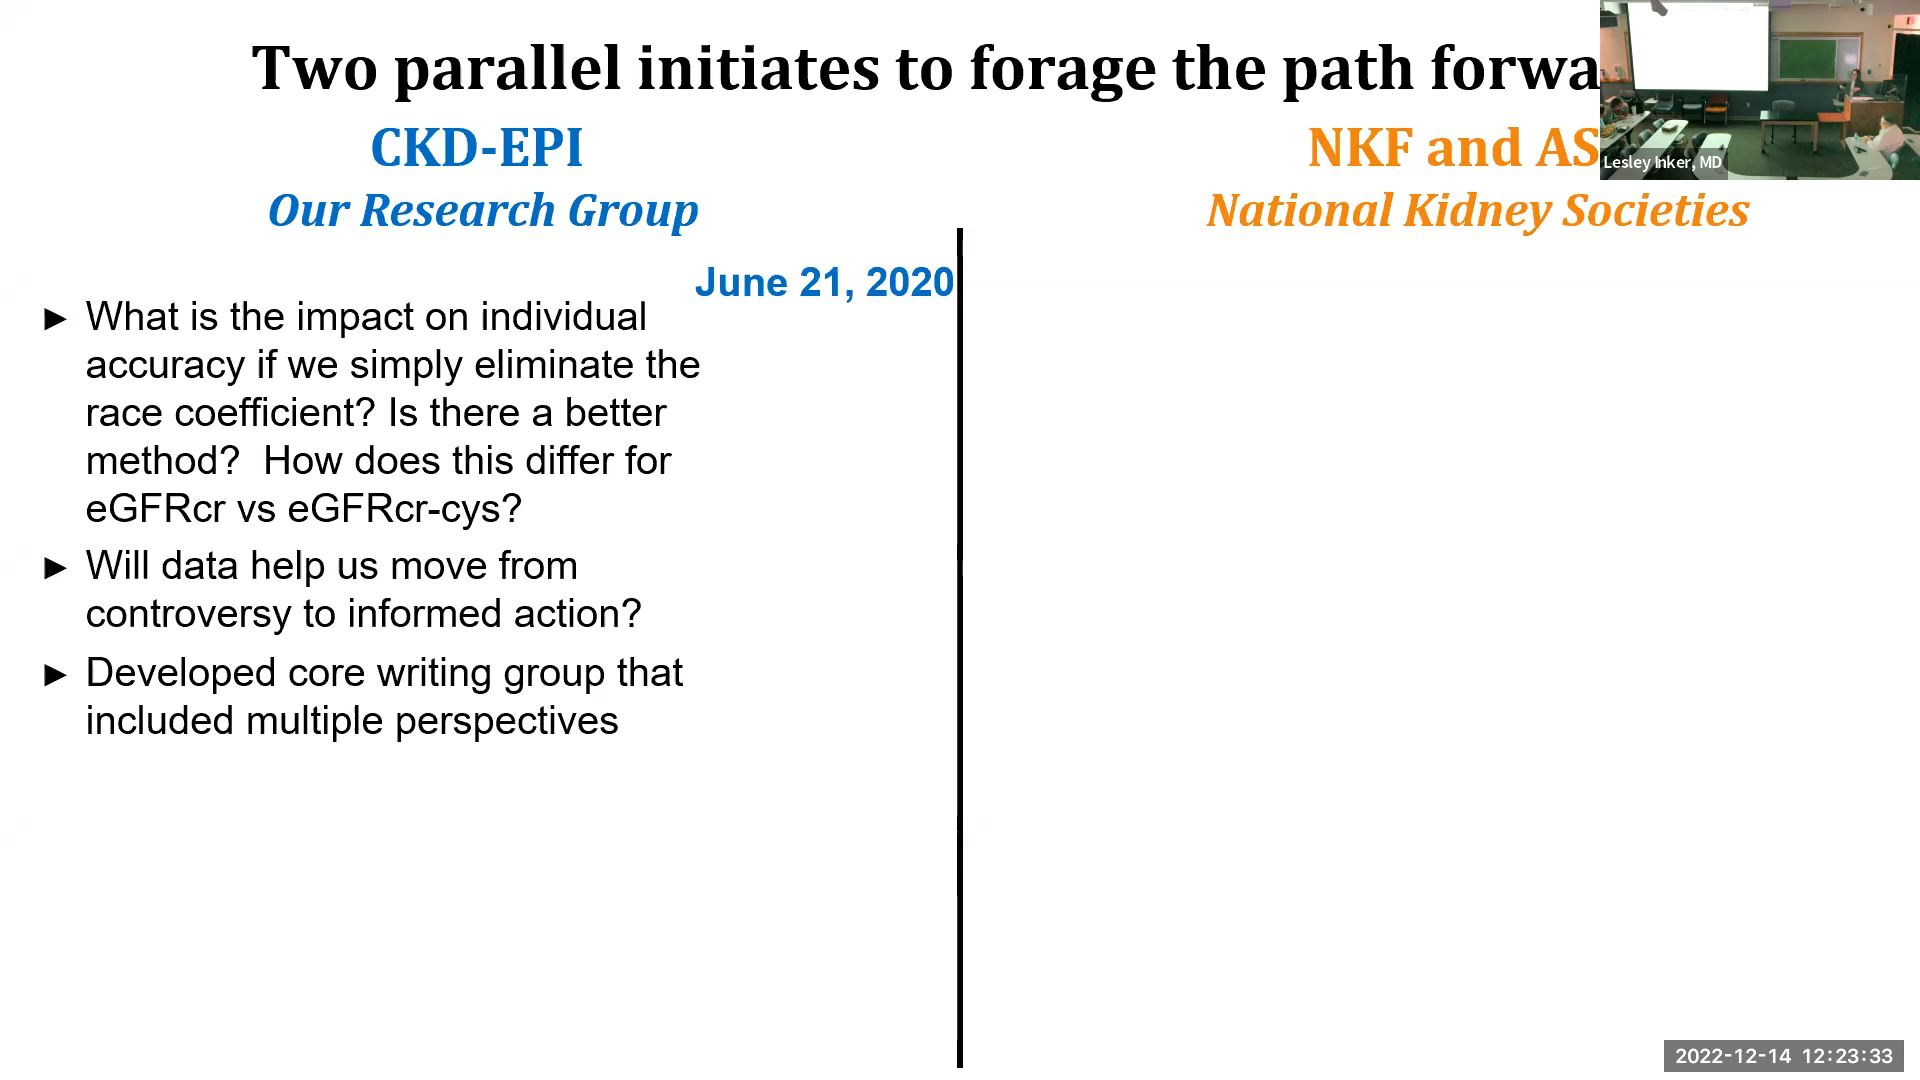 Two parallel initiates to forage the path forwa
CKD-EPI
Our Research Group
NKF and AS
National Kidney Societies
June 21, 2020
► What is the impact on individual
accuracy if we simply eliminate the
race coefficient? Is there a better
method?  How does this differ for
eGFRcr vs eGFRcr-cys?
► Will data help us move from
controversy to informed action?
► Developed core writing group that
included multiple perspectives
Lesley Inker, MD
2022-12-14 12:23:33